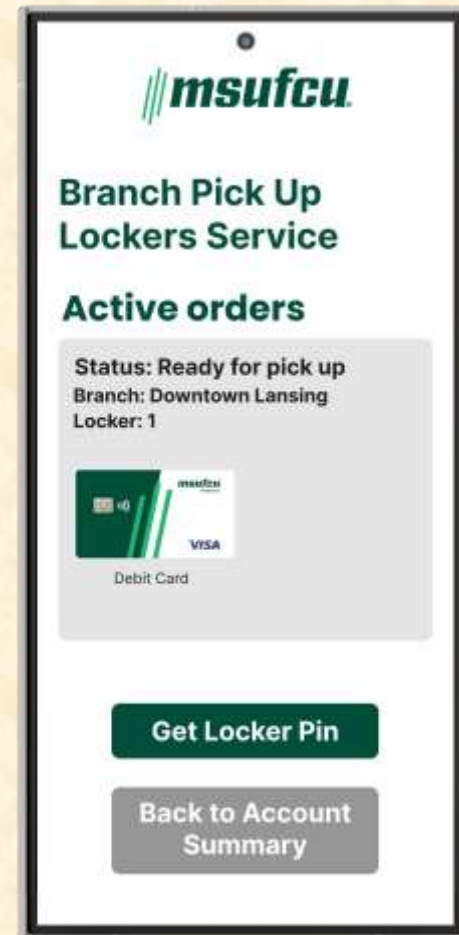 msufcu
Branch Pick Up
Lockers Service
Active orders
Status: Ready for pick up
Branch: Downtown Lansing
Locker: 1
msufcu
VISA
Debit Card
Get Locker Pin
Back to Account
Summary